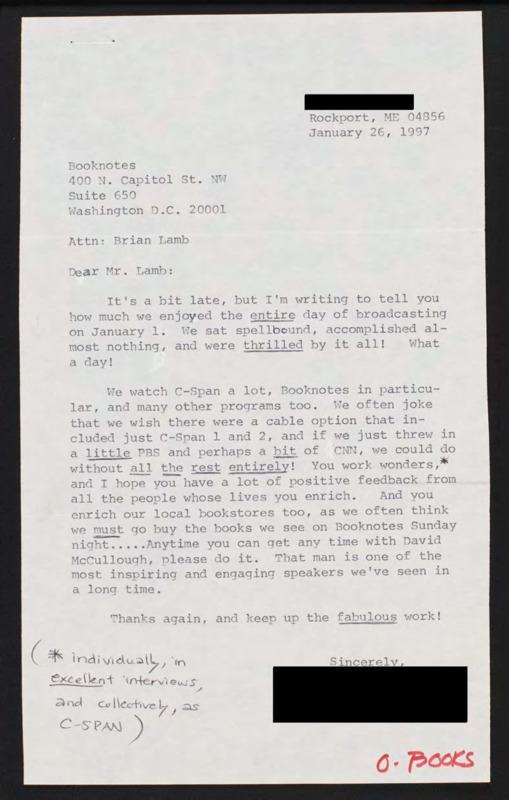 Rockport, ME 04856
January 26, 1997
Booknotes
400 N. Capitol St. NW
Suite 650
Washington D.C. 20001
Attn: Brian Lamb
Dear Mr. Lamb:
It's a bit late, but I'm writing to tell you
how much we enjoyed the entire day of broadcasting
on January 1. We sat spellbound, accomplished al-
most nothing, and were thrilled by it all! What
a day!
We watch C-Span a lot, Booknotes in particu-
lar, and many other programs too. We often joke
that we wish there were a cable option that in-
cluded just C-Span 1 and 2, and if we just threw in
a little PBS and perhaps a bit of CNN, we could do
without all the rest entirely! You work wonders,*
and I hope you have a lot of positive feedback from
all the people whose lives you enrich. And you
enrich our local bookstores too, as we often think
we must go buy the books we see on Booknotes Sunday
night.....Anytime you can get any time with David
McCullough, please do it. That man is one of the
most inspiring and engaging speakers we've seen in
a long time.
Thanks again, and keep up the fabulous work!
Sincerely,
(* individually, in
excellent interviews,
and collectively, as
C-SPAN)
O-BOOKS